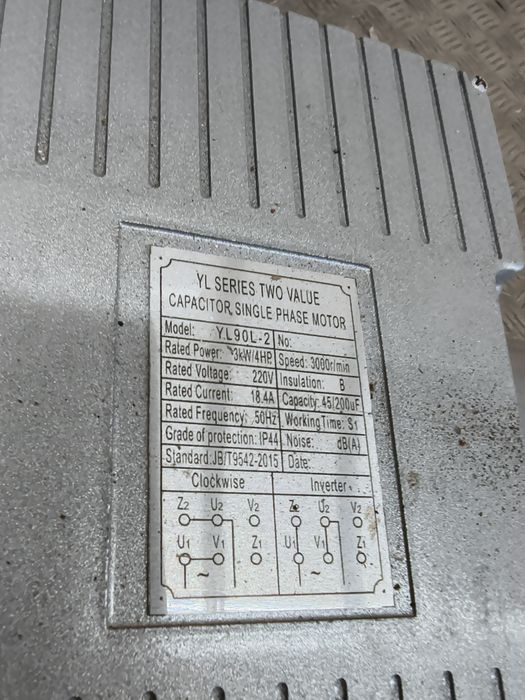 YL SERIES TWO VALUE
CAPACITOR, SINGLE PHASE MOTOR
Model: YL90L-2 No:
Rated Power: 3kW/4HP Speed: 3000r/min
Rated Voltage: 220V Insulation: B
Rated Current: 18.4A Capacity: 45/200uF
Rated Frequency: 50Hz Working Time: S1
Grade of protection: IP44 Noise: dB(A)
Standard: JB/T9542-2015 Date:
Clockwise Inverter
Z2 U2 V2 Z2 U2 V2
U1 V1 Z1 U1 V1 Z1
~ ~